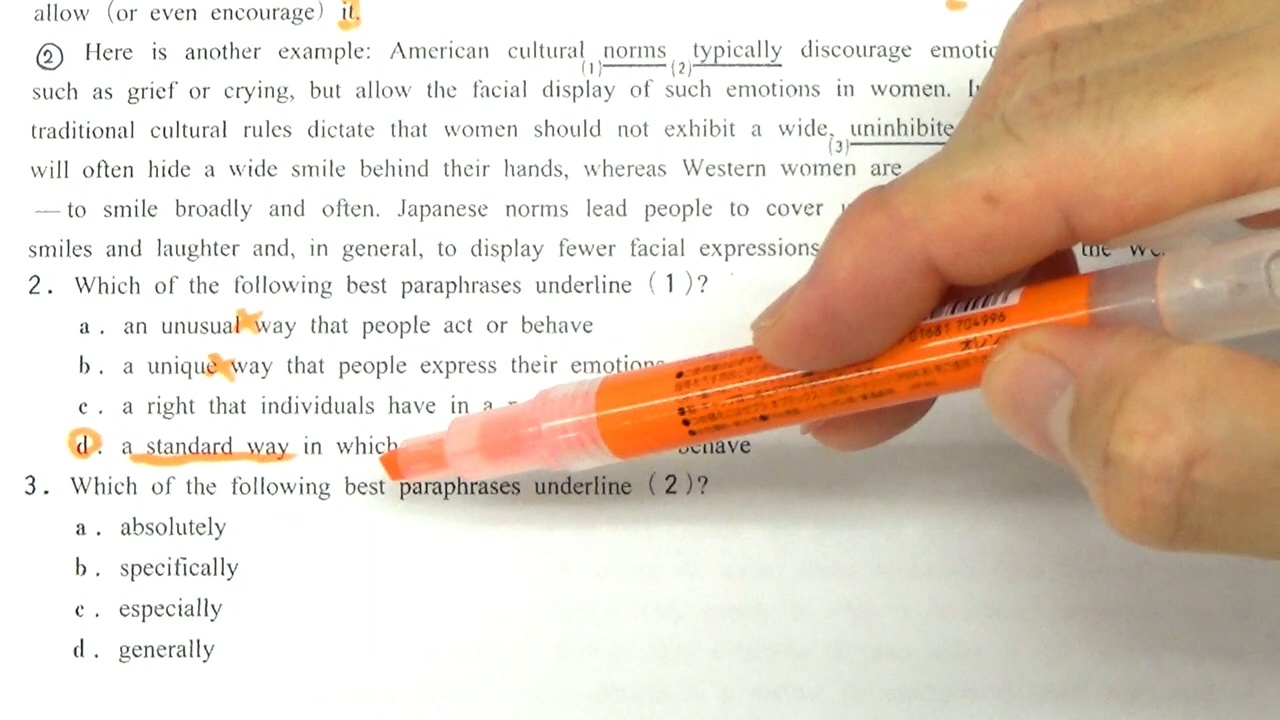 allow (or even encourage) it.
② Here is another example: American cultural norms typically discourage
(1) (2)
such as grief or crying, but allow the facial display of such emotions in women.
traditional cultural rules dictate that women should not exhibit a wide,
(3)
will often hide a wide smile behind their hands, whereas Western women are
— to smile broadly and often. Japanese norms lead people to cover
smiles and laughter and, in general, to display fewer facial expressions the
2. Which of the following best paraphrases underline (1)?
a. an unusual way that people act or behave
b. a unique way that people express their
c. a right that individuals have in a
d. a standard way in which behave
3. Which of the following best paraphrases underline (2)?
a. absolutely
b. specifically
c. especially
d. generally
704996